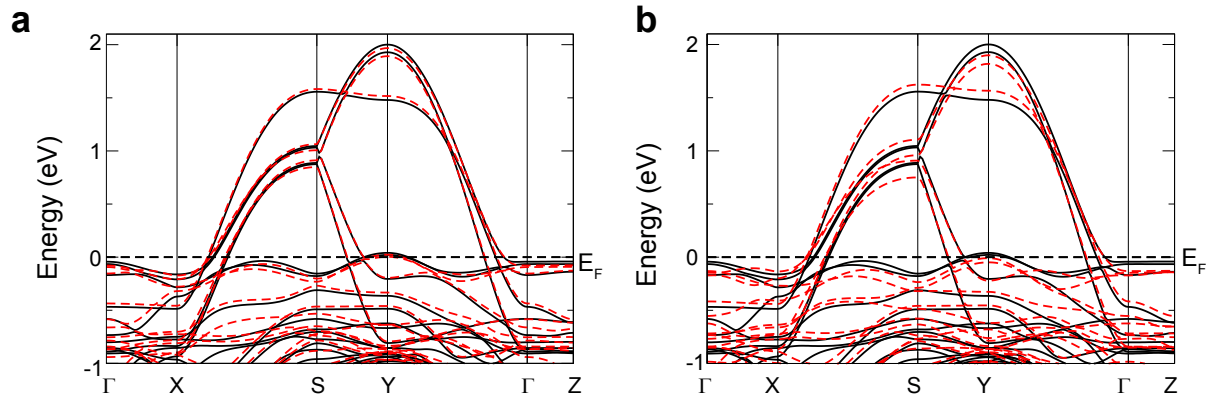 a
2
1
0
-1
Energy (eV)
E_F
Γ X S Y Γ Z
b
2
1
0
-1
Energy (eV)
E_F
Γ X S Y Γ Z